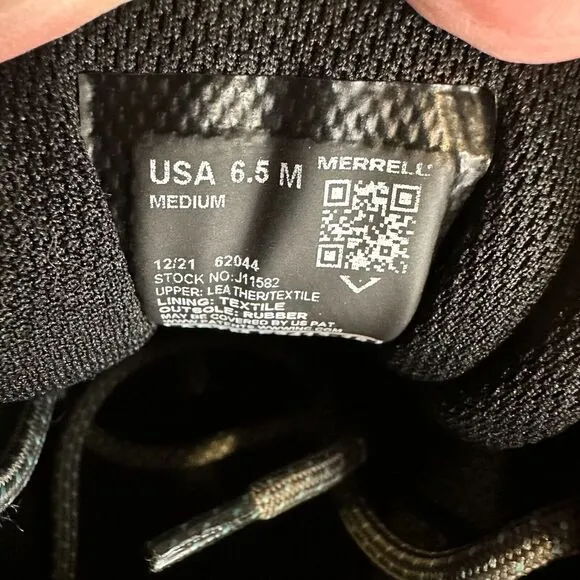 USA 6.5 M MERRELL
MEDIUM
12/21 62044
STOCK NO:J11582
UPPER: LEATHER/TEXTILE
LINING: TEXTILE
OUTSOLE: RUBBER
MAY BE COVERED BY US PAT